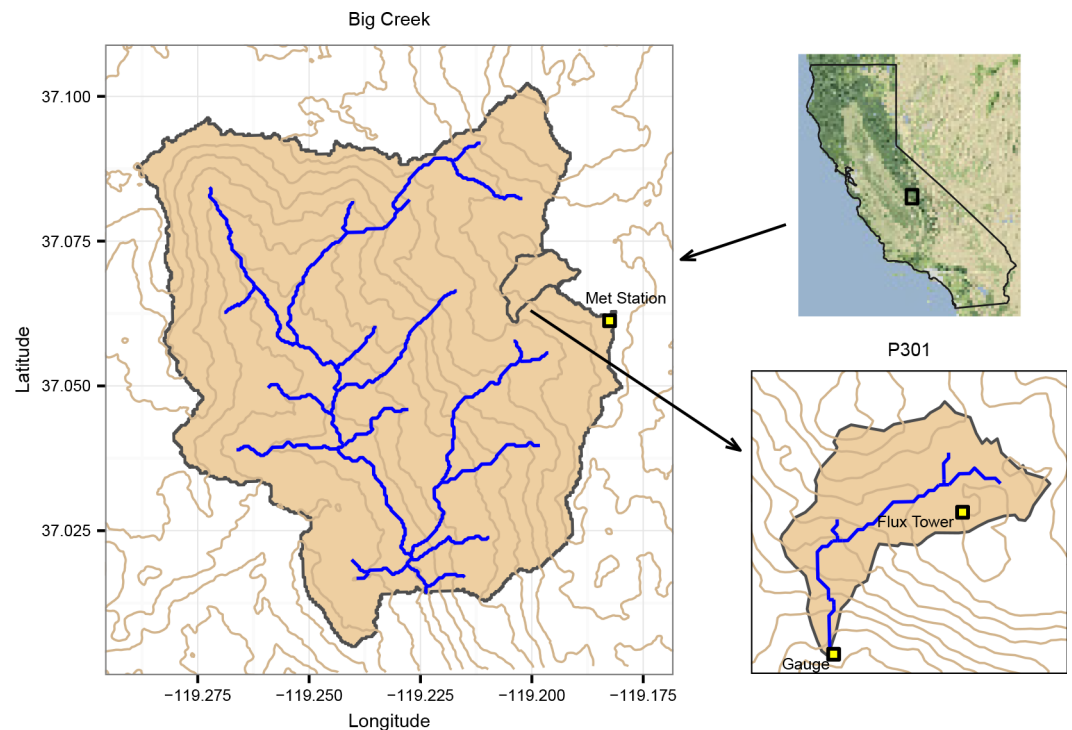 Big Creek
37.100
37.075
37.050
37.025
Latitude
Met Station
−119.275
−119.250
−119.225
−119.200
−119.175
Longitude
P301
Flux Tower
Gauge